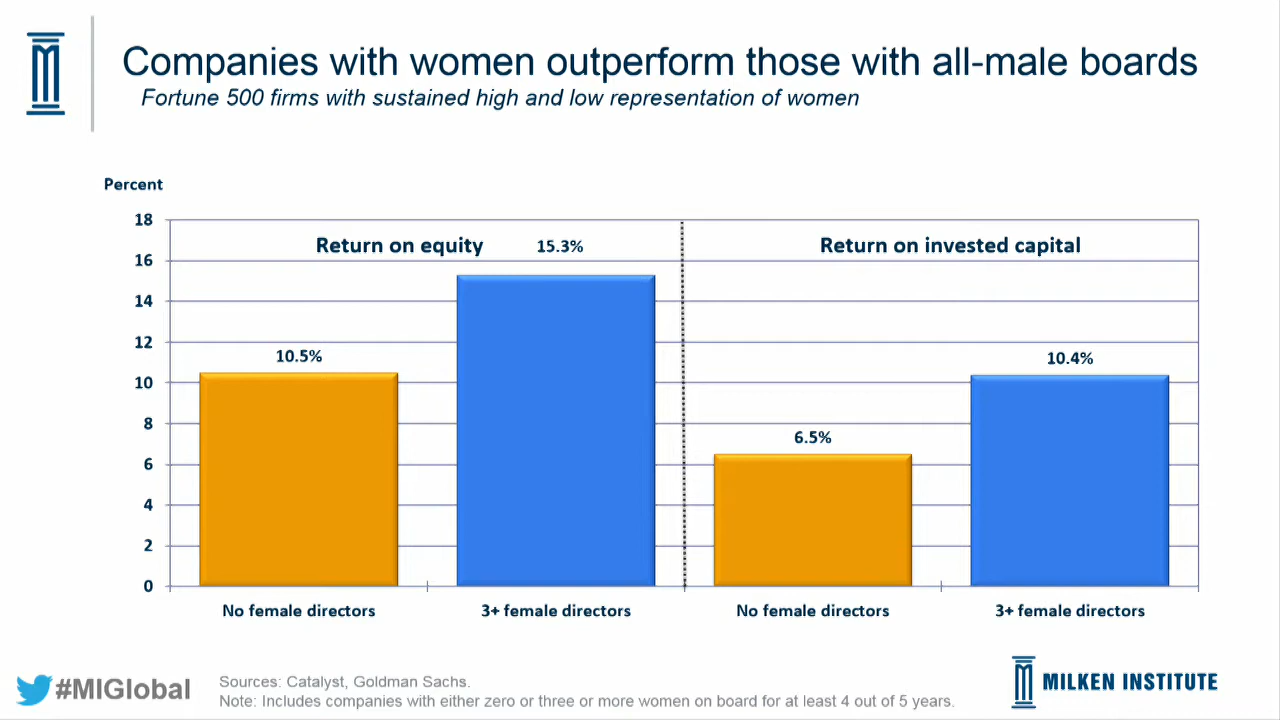 Companies with women outperform those with all-male boards
Fortune 500 firms with sustained high and low representation of women
Percent
18
16
14
12
10
8
6
4
2
0
Return on equity
10.5%
15.3%
Return on invested capital
6.5%
10.4%
No female directors
3+ female directors
No female directors
3+ female directors
#MIGlobal
Sources: Catalyst, Goldman Sachs.
Note: Includes companies with either zero or three or more women on board for at least 4 out of 5 years.
MILKEN INSTITUTE